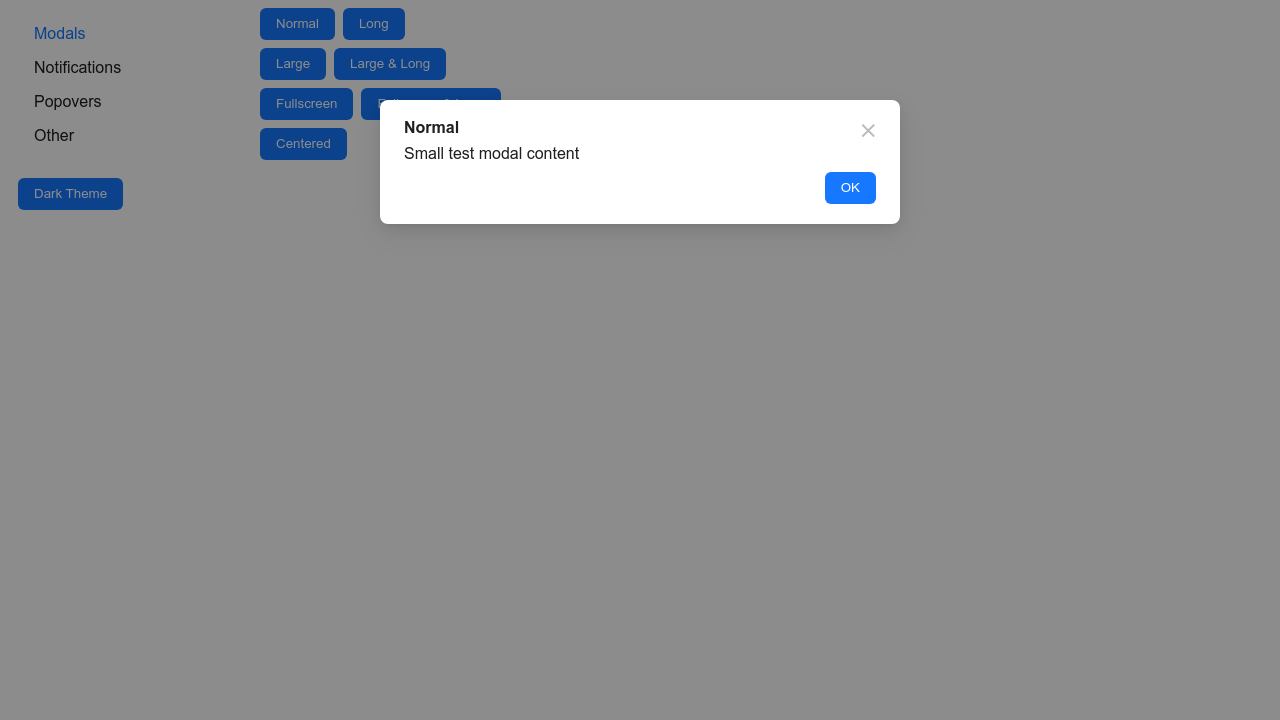 Modals
Notifications
Popovers
Other
Dark Theme
Normal
Long
Large
Large & Long
Fullscreen
Centered
Normal
Small test modal content
OK